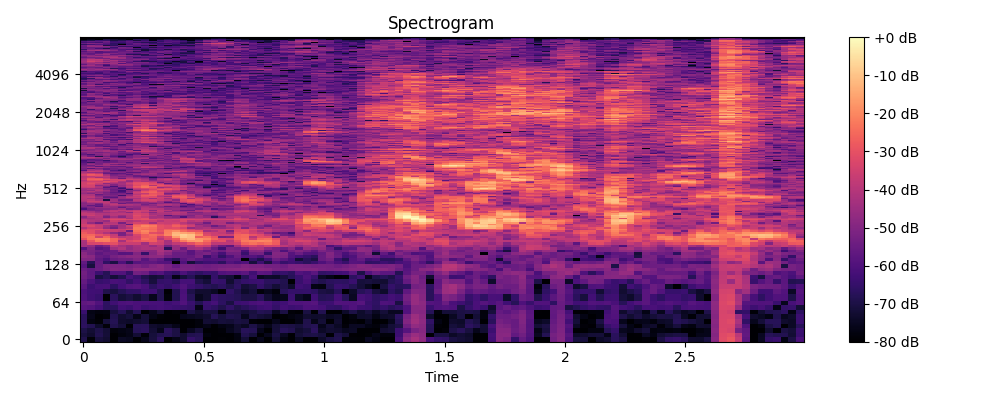 Spectrogram
+0 dB
-10 dB
-20 dB
-30 dB
-40 dB
-50 dB
-60 dB
-70 dB
-80 dB
4096
2048
1024
512
256
128
64
0
Hz
0
0.5
1
1.5
2
2.5
Time